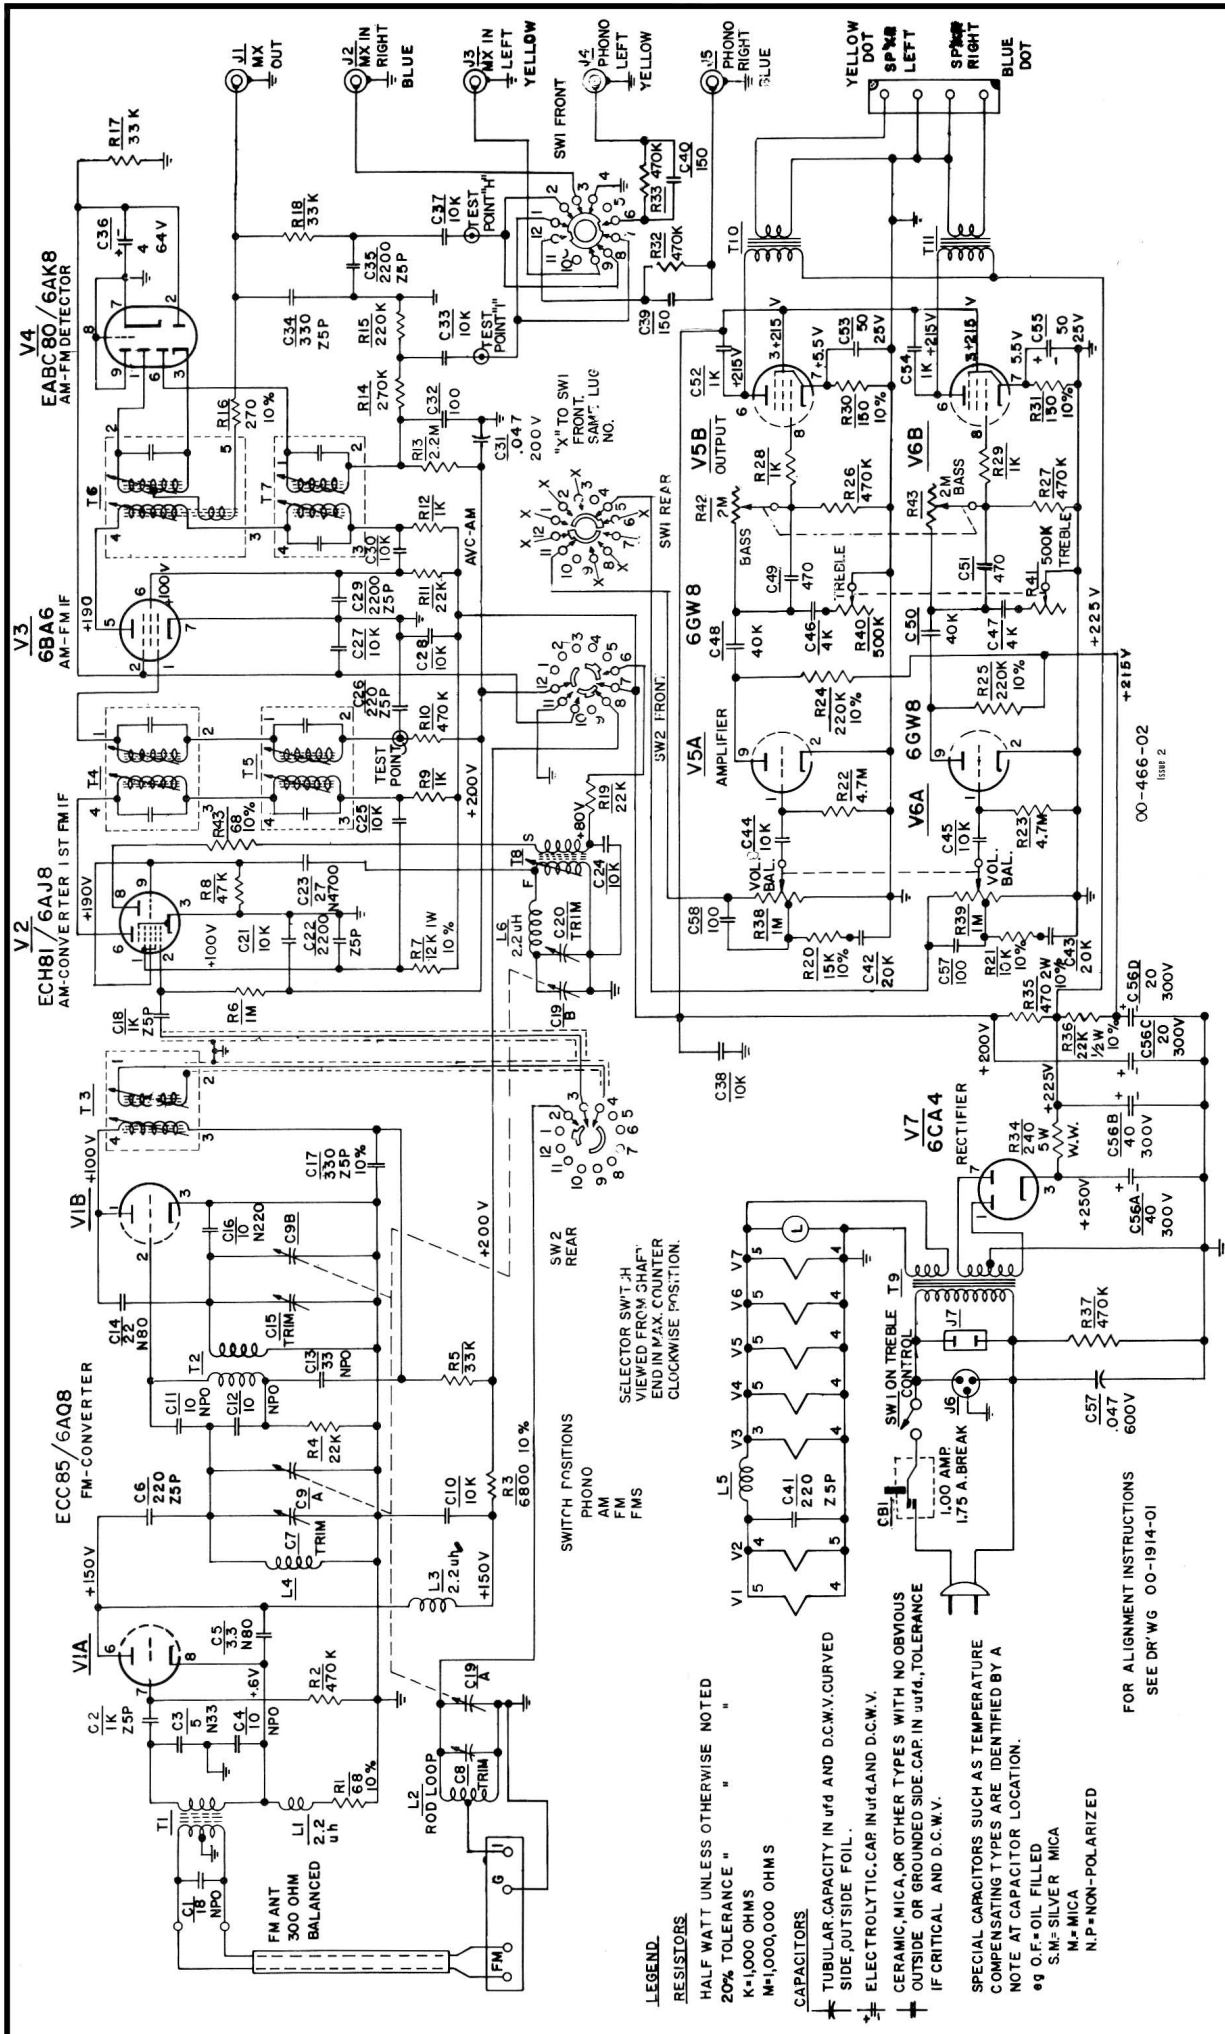 V1A
ECC85/6AQ8
FM-CONVERTER
V1B
V2
ECH81/6AJ8
AM-CONVERTER 1ST FM IF
V3
6BA6
AM-FM IF
V4
EABC80/6AK8
AM-FM DETECTOR
FM ANT
300 OHM
BALANCED
C1
18
NPO
T1
C2
1K
Z5P
C3
5
N33
C4
10
NPO
L1
2.2
uh
R1
68
10%
R2
470K
+.6V
C5
3.3
N80
+150V
6
7
8
C6
220
Z5P
L4
C7
TRIM
C9
A
L3
2.2uh
+150V
C10
10K
R3
6800 10%
R4
22K
C11
10
NPO
C12
10
NPO
T2
C13
33
NPO
R5
33K
C14
22
N80
C15
TRIM
C16
10
N220
C9B
C17
330
Z5P
10%
+100V
1
2
3
T3
4
3
1
2
+200V
C18
1K
Z5P
R6
1M
+190V
+100V
C21
10K
C22
2200
Z5P
R7
12K 1W
10%
R8
47K
C23
27
N4700
R43
68
10%
T4
T5
C25
10K
R9
1K
+200V
TEST
POINT
R10
470K
C26
220
Z5P
C27
10K
C28
10K
C29
2200
Z5P
R11
22K
C30
10K
R12
1K
AVC-AM
+190
+100V
T6
T7
R16
270
10%
R13
2.2M
C31
.047
200V
C32
100
R14
270K
R15
220K
C33
10K
TEST
POINT "I"
C34
330
Z5P
C35
2200
Z5P
R18
33K
C36
4
64V
R17
33K
C37
10K
TEST
POINT "H"
J1
MX
OUT
J2
MX IN
RIGHT
BLUE
J3
MX IN
LEFT
YELLOW
J4
PHONO
LEFT
YELLOW
J5
PHONO
RIGHT
BLUE
SW1 FRONT
R33
470K
C40
150
R32
470K
C39
150
"X" TO SW1
FRONT.
SAME LUG
NO.
SW1 REAR
SW2 FRONT
SW2
REAR
L2
ROD LOOP
C8
TRIM
C19
A
FM
G
1
SWITCH POSITIONS
PHONO
AM
FM
FMS
SELECTOR SWITCH
VIEWED FROM SHAFT
END IN MAX. COUNTER
CLOCKWISE POSITION.
C19
B
C20
TRIM
L6
2.2uH
T8
F
S
+80V
C24
10K
R19
22K
C38
10K
LEGEND
RESISTORS
HALF WATT UNLESS OTHERWISE NOTED
20% TOLERANCE " " "
K=1,000 OHMS
M=1,000,000 OHMS
CAPACITORS
TUBULAR.CAPACITY IN ufd AND D.C.W.V.CURVED
SIDE,OUTSIDE FOIL.
ELECTROLYTIC.CAP. IN ufd. AND D.C.W.V.
CERAMIC,MICA,OR OTHER TYPES WITH NO OBVIOUS
OUTSIDE OR GROUNDED SIDE.CAP. IN uufd.,TOLERANCE
IF CRITICAL AND D.C.W.V.
SPECIAL CAPACITORS SUCH AS TEMPERATURE
COMPENSATING TYPES ARE IDENTIFIED BY A
NOTE AT CAPACITOR LOCATION.
eg O.F.=OIL FILLED
S.M.=SILVER MICA
M.=MICA
N.P=NON-POLARIZED
FOR ALIGNMENT INSTRUCTIONS
SEE DR'WG 00-1914-01
V1
V2
V3
V4
V5
V6
V7
L5
C41
220
Z5P
L
CB1
1.00 AMP.
1.75 A.BREAK
SW1 ON TREBLE
CONTROL
J6
J7
T9
C57
.047
600V
R37
470K
V7
6CA4
RECTIFIER
+250V
R34
240
5W
W.W.
+225V
C56A
40
300V
C56B
40
300V
C56C
20
300V
C56D
20
300V
+200V
R35
470 2W
10%
R36
22K
½W
10%
+215V
+225V
C58
100
R38
1M
VOL.
BAL.
R20
15K
10%
C42
20K
C57
100
R39
1M
VOL.
BAL.
R21
10K
10%
C43
20K
C44
10K
C45
10K
R22
4.7M
R23
4.7M
V5A
AMPLIFIER
V6A
6GW8
R24
220K
10%
R25
220K
10%
C48
40K
C46
4K
R40
500K
TREBLE
C49
470
C50
40K
C47
4K
C51
470
R41
500K
TREBLE
6GW8
V5B
OUTPUT
V6B
R42
2M
BASS
R43
2M
BASS
R26
470K
R27
470K
R28
1K
R29
1K
C52
1K
+215V
+215 V
+5.5V
R30
150
10%
C53
50
25V
C54
1K
+215V
+215 V
5.5V
R31
150
10%
C55
50
25V
T10
T11
YELLOW
DOT
SPKR
LEFT
SPKR
RIGHT
BLUE
DOT
00-466-02
ISSUE 2